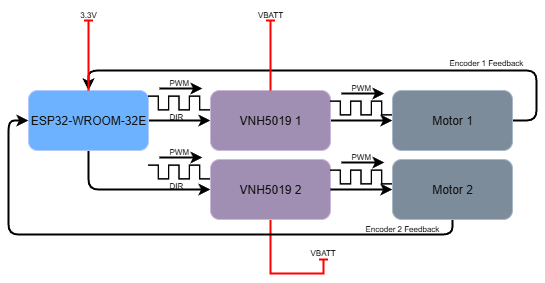 3.3V
VBATT
Encoder 1 Feedback
PWM
PWM
ESP32-WROOM-32E
DIR
VNH5019 1
Motor 1
PWM
PWM
DIR
VNH5019 2
Motor 2
Encoder 2 Feedback
VBATT